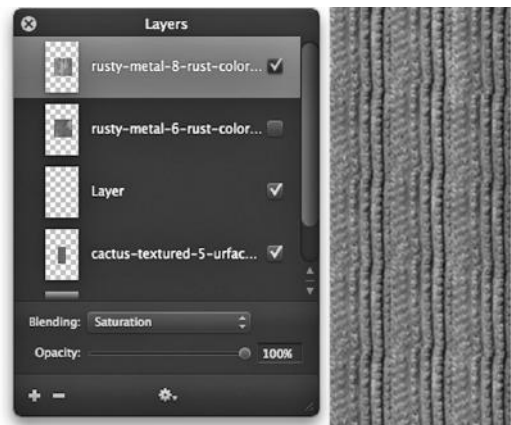 Layers
rusty-metal-8-rust-color...
rusty-metal-6-rust-color...
Layer
cactus-textured-5-urfac...
Blending: Saturation
Opacity: 100%